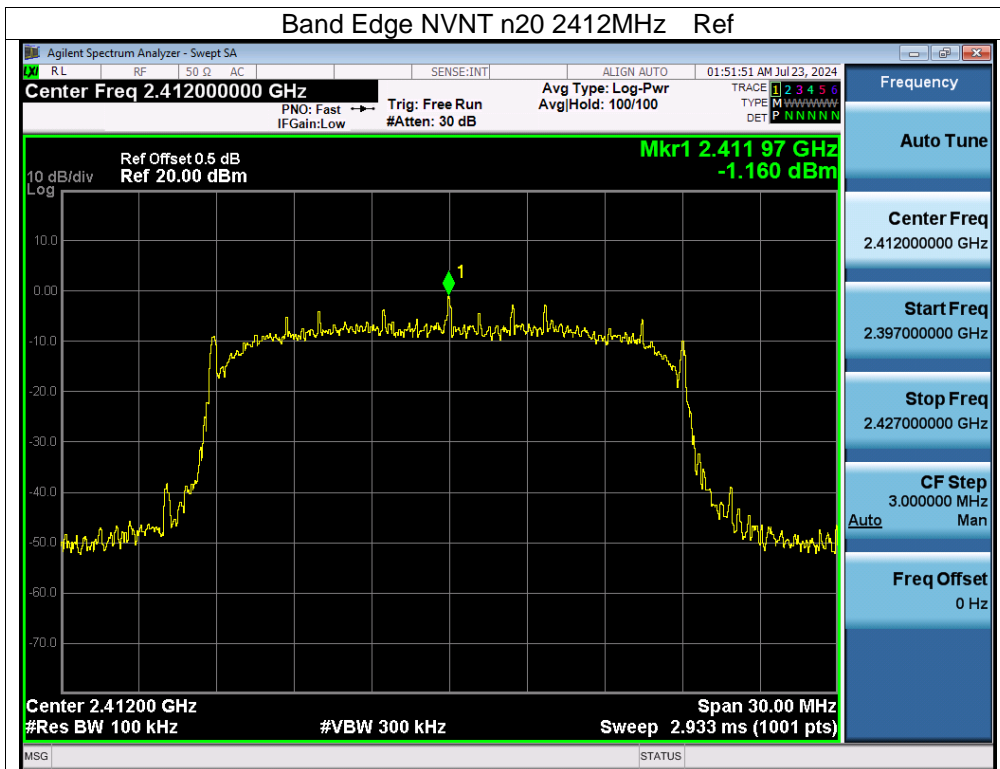 Band Edge NVNT n20 2412MHz Ref
Agilent Spectrum Analyzer - Swept SA
LXI RL RF 50 Ω AC SENSE:INT ALIGN AUTO 01:51:51 AM Jul 23, 2024
Center Freq 2.412000000 GHz
PNO: Fast
IFGain:Low
Trig: Free Run
#Atten: 30 dB
Avg Type: Log-Pwr
Avg|Hold: 100/100
TRACE 1 2 3 4 5 6
TYPE M WWWWW
DET P N N N N N
Mkr1 2.411 97 GHz
-1.160 dBm
Ref Offset 0.5 dB
10 dB/div Ref 20.00 dBm
Log
10.0
0.00
-10.0
-20.0
-30.0
-40.0
-50.0
-60.0
-70.0
1
Center 2.41200 GHz Span 30.00 MHz
#Res BW 100 kHz #VBW 300 kHz Sweep 2.933 ms (1001 pts)
MSG STATUS
Frequency
Auto Tune
Center Freq
2.412000000 GHz
Start Freq
2.397000000 GHz
Stop Freq
2.427000000 GHz
CF Step
3.000000 MHz
Auto Man
Freq Offset
0 Hz